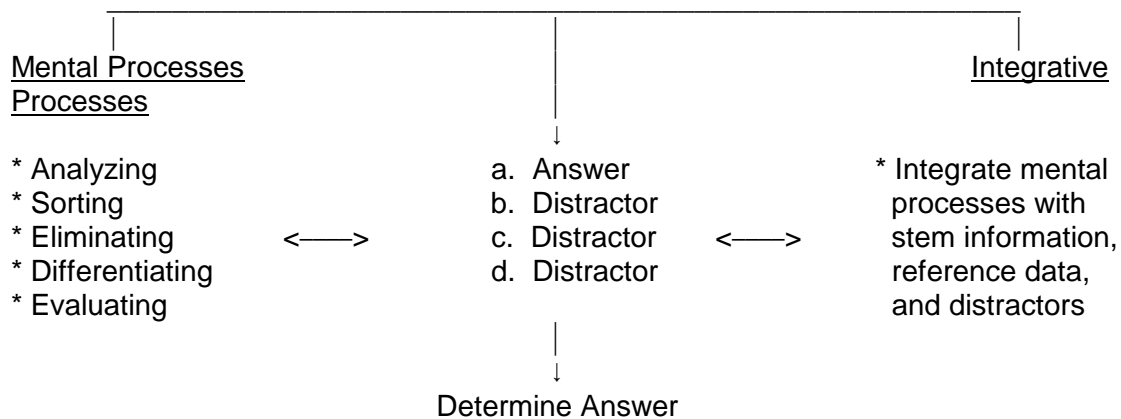 Mental Processes Integrative
Processes
* Analyzing a. Answer * Integrate mental
* Sorting b. Distractor processes with
* Eliminating <——> c. Distractor <——> stem information,
* Differentiating d. Distractor reference data,
* Evaluating and distractors
Determine Answer